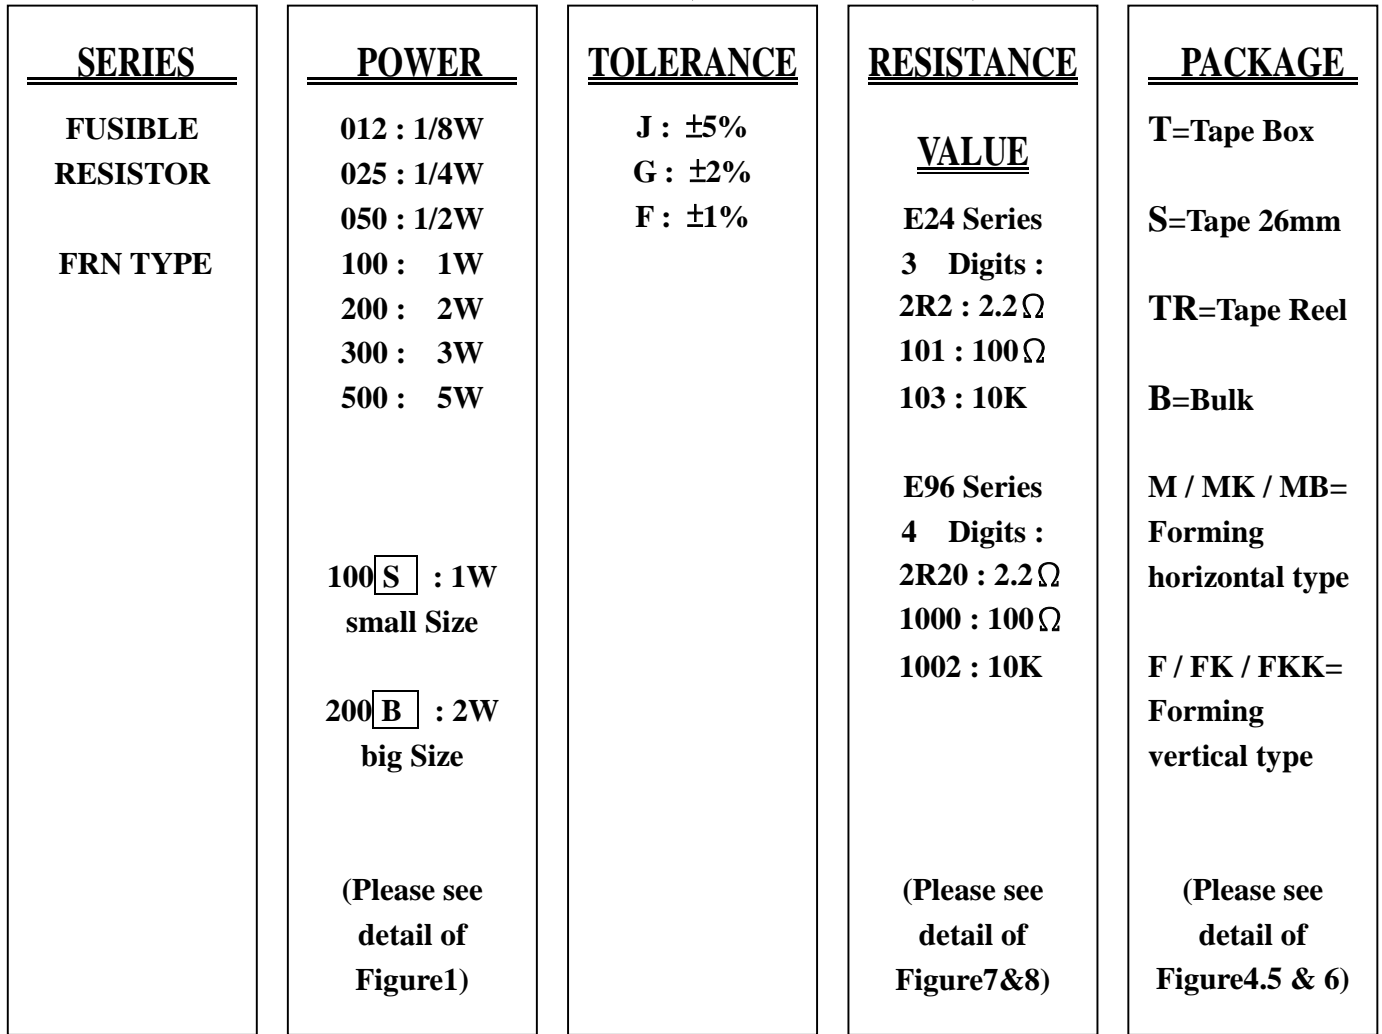 SERIES
FUSIBLE
RESISTOR
FRN TYPE
POWER
012 : 1/8W
025 : 1/4W
050 : 1/2W
100 : 1W
200 : 2W
300 : 3W
500 : 5W
100 S : 1W
small Size
200 B : 2W
big Size
(Please see
detail of
Figure1)
TOLERANCE
J : ±5%
G : ±2%
F : ±1%
RESISTANCE
VALUE
E24 Series
3 Digits :
2R2 : 2.2Ω
101 : 100Ω
103 : 10K
E96 Series
4 Digits :
2R20 : 2.2Ω
1000 : 100Ω
1002 : 10K
(Please see
detail of
Figure7&8)
PACKAGE
T=Tape Box
S=Tape 26mm
TR=Tape Reel
B=Bulk
M / MK / MB=
Forming
horizontal type
F / FK / FKK=
Forming
vertical type
(Please see
detail of
Figure4.5 & 6)